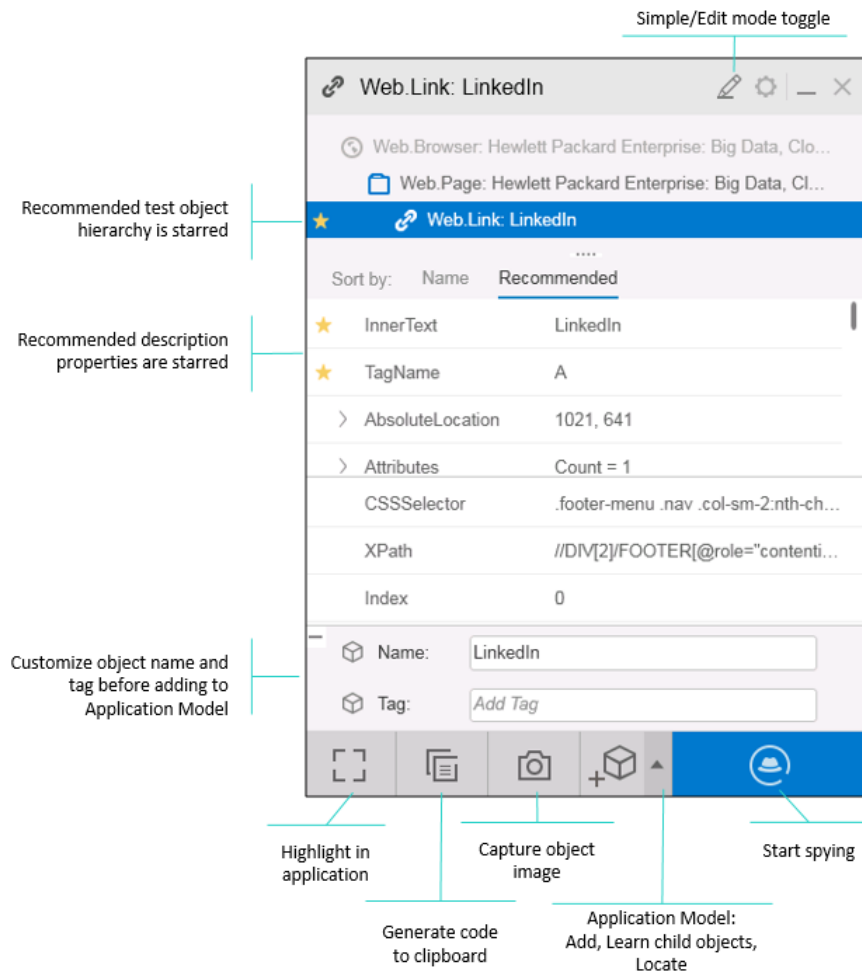 Simple/Edit mode toggle
Web.Link: LinkedIn
Web.Browser: Hewlett Packard Enterprise: Big Data, Clo...
Web.Page: Hewlett Packard Enterprise: Big Data, Cl...
Recommended test object
hierarchy is starred
Web.Link: LinkedIn
Sort by: Name Recommended
InnerText LinkedIn
Recommended description
properties are starred
TagName A
AbsoluteLocation 1021, 641
Attributes Count = 1
CSSSelector .footer-menu .nav .col-sm-2:nth-ch...
XPath //DIV[2]/FOOTER[@role="contenti...
Index 0
Customize object name and
tag before adding to
Application Model
Name: LinkedIn
Tag: Add Tag
Highlight in
application
Capture object
image
Start spying
Generate code
to clipboard
Application Model:
Add, Learn child objects,
Locate